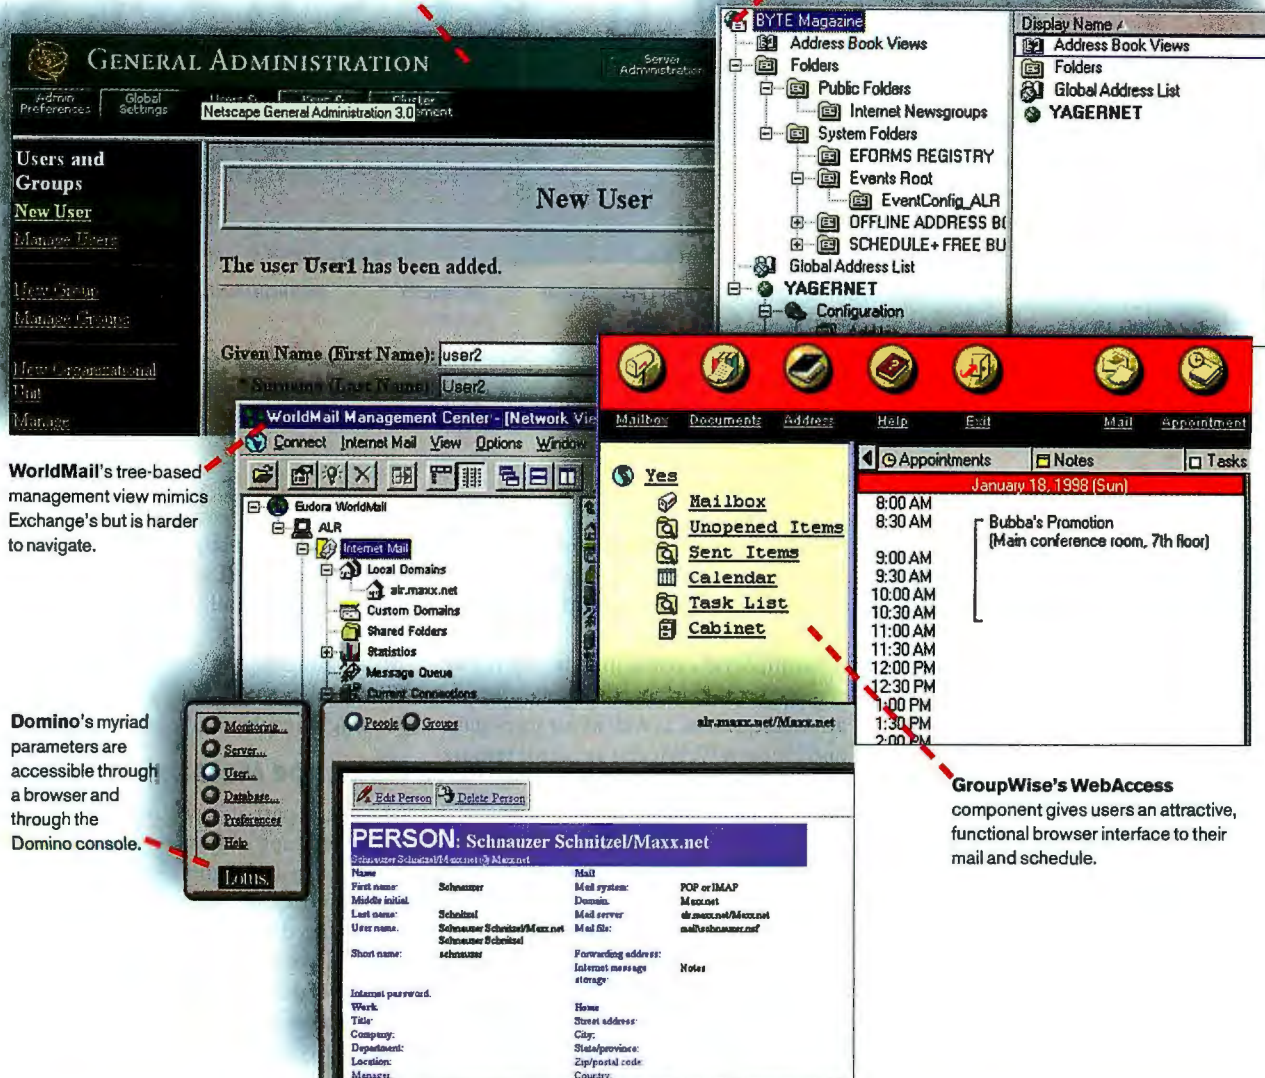 GENERAL ADMINISTRATION
Server
Administration
Admin
Preferences
Global
Settings
Netscape General Administration 3.0
Users and
Groups
New User
Manage Users
New Group
Manage Groups
New Organizational
Unit
Manage
New User
The user User1 has been added.
Given Name (First Name): user2
* Surname (Last Name): User2
BYTE Magazine
Address Book Views
Folders
Public Folders
Internet Newsgroups
System Folders
EFORMS REGISTRY
Events Root
EventConfig_ALR
OFFLINE ADDRESS
SCHEDULE+ FREE BU
Global Address List
YAGERNET
Configuration
Display Name
Address Book Views
Folders
Global Address List
YAGERNET
WorldMail's tree-based
management view mimics
Exchange's but is harder
to navigate.
WorldMail Management Center - [Network Vie
Connect Internet Mail View Options Window
Eudora WorldMail
ALR
Internet Mail
Local Domains
alr.maxx.net
Custom Domains
Shared Folders
Statistics
Message Queue
Current Connections
Mailbox Documents Address Help Exit Mail Appointment
Yes
Mailbox
Unopened Items
Sent Items
Calendar
Task List
Cabinet
Appointments Notes Tasks
January 18, 1998 (Sun)
8:00 AM
8:30 AM Bubba's Promotion
(Main conference room, 7th floor)
9:00 AM
9:30 AM
10:00 AM
10:30 AM
11:00 AM
11:30 AM
12:00 PM
12:30 PM
1:00 PM
1:30 PM
2:00 PM
Domino's myriad
parameters are
accessible through
a browser and
through the
Domino console.
Monitoring...
Server...
User...
Database...
Preferences
Help
Lotus.
People Groups alr.maxx.net/Maxx.net
Edit Person Delete Person
PERSON: Schnauzer Schnitzel/Maxx.net
Schnauzer Schnitzel/Maxx.net@Maxx.net
Name Mail
First name: Schnauzer Mail system: POP or IMAP
Middle initial Domain: Maxx.net
Last name: Schnitzel Mail server alr.maxx.net/Maxx.net
User name. Schnauzer Schnitzel/Maxx.net Mail file: mail\schnauzer.nsf
Schnauzer Schnitzel
Short name: schnauzer Forwarding address:
Internet message Notes
storage:
Internet password.
Work Home
Title: Street address:
Company: City:
Department: State/province:
Location: Zip/postal code:
Manager Country
GroupWise's WebAccess
component gives users an attractive,
functional browser interface to their
mail and schedule.